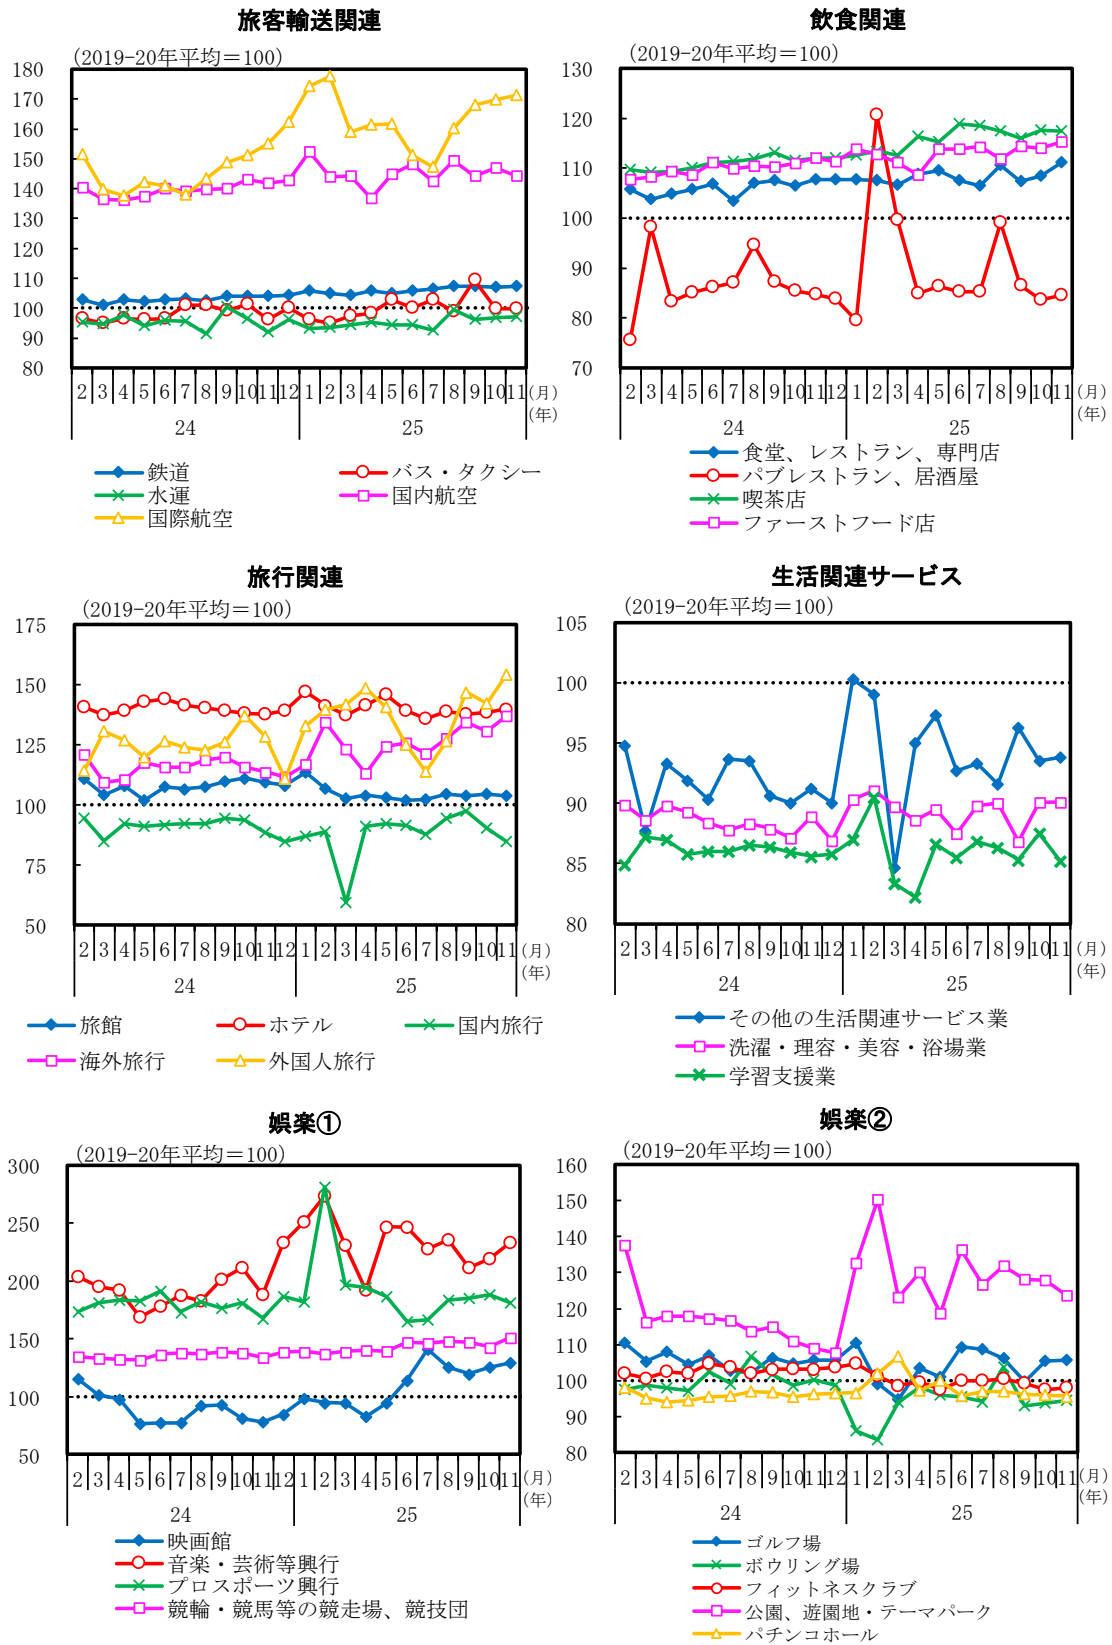 旅客輸送関連
(2019-20年平均＝100)
180
170
160
150
140
130
120
110
100
90
80
2 3 4 5 6 7 8 9 10 11 12 1 2 3 4 5 6 7 8 9 10 11 (月)
(年)
24 25
鉄道 バス・タクシー
水運 国内航空
国際航空
飲食関連
(2019-20年平均＝100)
130
120
110
100
90
80
70
2 3 4 5 6 7 8 9 10 11 12 1 2 3 4 5 6 7 8 9 10 11 (月)
(年)
24 25
食堂、レストラン、専門店
パブレストラン、居酒屋
喫茶店
ファーストフード店
旅行関連
(2019-20年平均＝100)
175
150
125
100
75
50
2 3 4 5 6 7 8 9 10 11 12 1 2 3 4 5 6 7 8 9 10 11 (月)
(年)
24 25
旅館 ホテル 国内旅行
海外旅行 外国人旅行
生活関連サービス
(2019-20年平均＝100)
105
100
95
90
85
80
2 3 4 5 6 7 8 9 10 11 12 1 2 3 4 5 6 7 8 9 10 11 (月)
(年)
24 25
その他の生活関連サービス業
洗濯・理容・美容・浴場業
学習支援業
娯楽①
(2019-20年平均＝100)
300
250
200
150
100
50
2 3 4 5 6 7 8 9 10 11 12 1 2 3 4 5 6 7 8 9 10 11 (月)
(年)
24 25
映画館
音楽・芸術等興行
プロスポーツ興行
競輪・競馬等の競走場、競技団
娯楽②
(2019-20年平均＝100)
160
150
140
130
120
110
100
90
80
2 3 4 5 6 7 8 9 10 11 12 1 2 3 4 5 6 7 8 9 10 11 (月)
(年)
24 25
ゴルフ場
ボウリング場
フィットネスクラブ
公園、遊園地・テーマパーク
パチンコホール